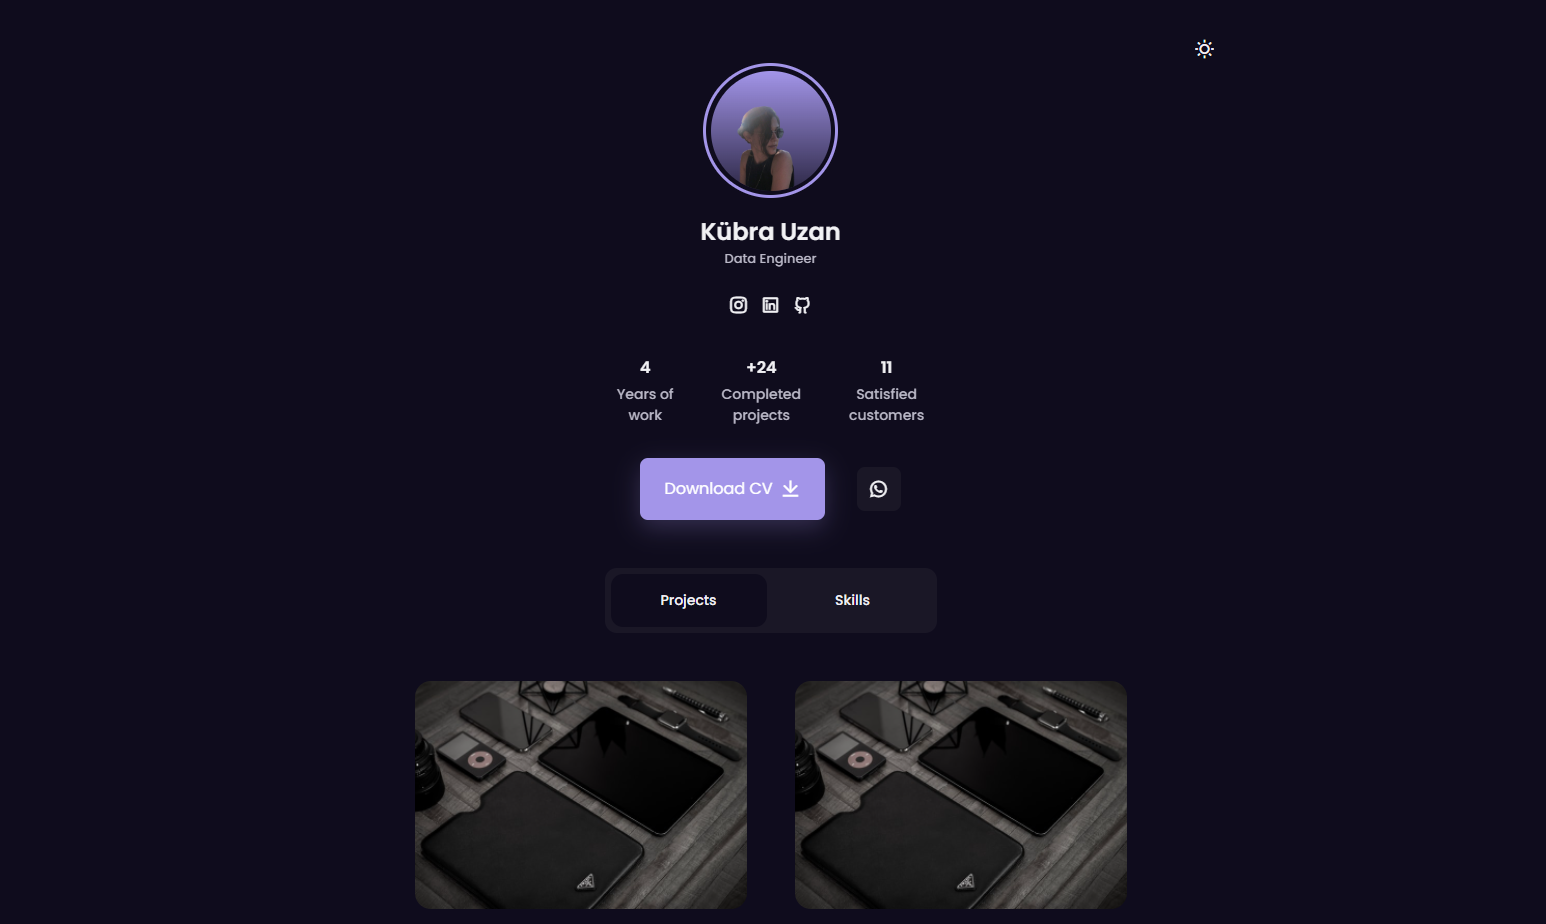 Kübra Uzan
Data Engineer
4
Years of
work
+24
Completed
projects
11
Satisfied
customers
Download CV
Projects
Skills